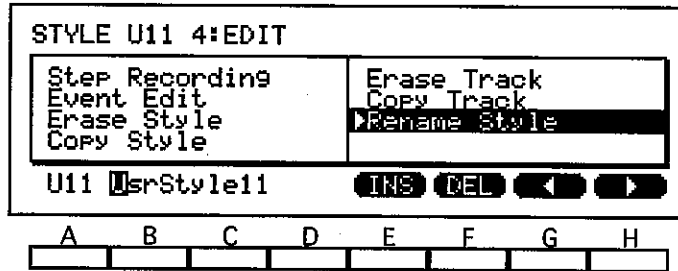 STYLE U11 4:EDIT
Step Recording
Event Edit
Erase Style
Copy Style
Erase Track
Copy Track
Rename Style
U11 UsrStyle11 INS DEL
A B C D E F G H